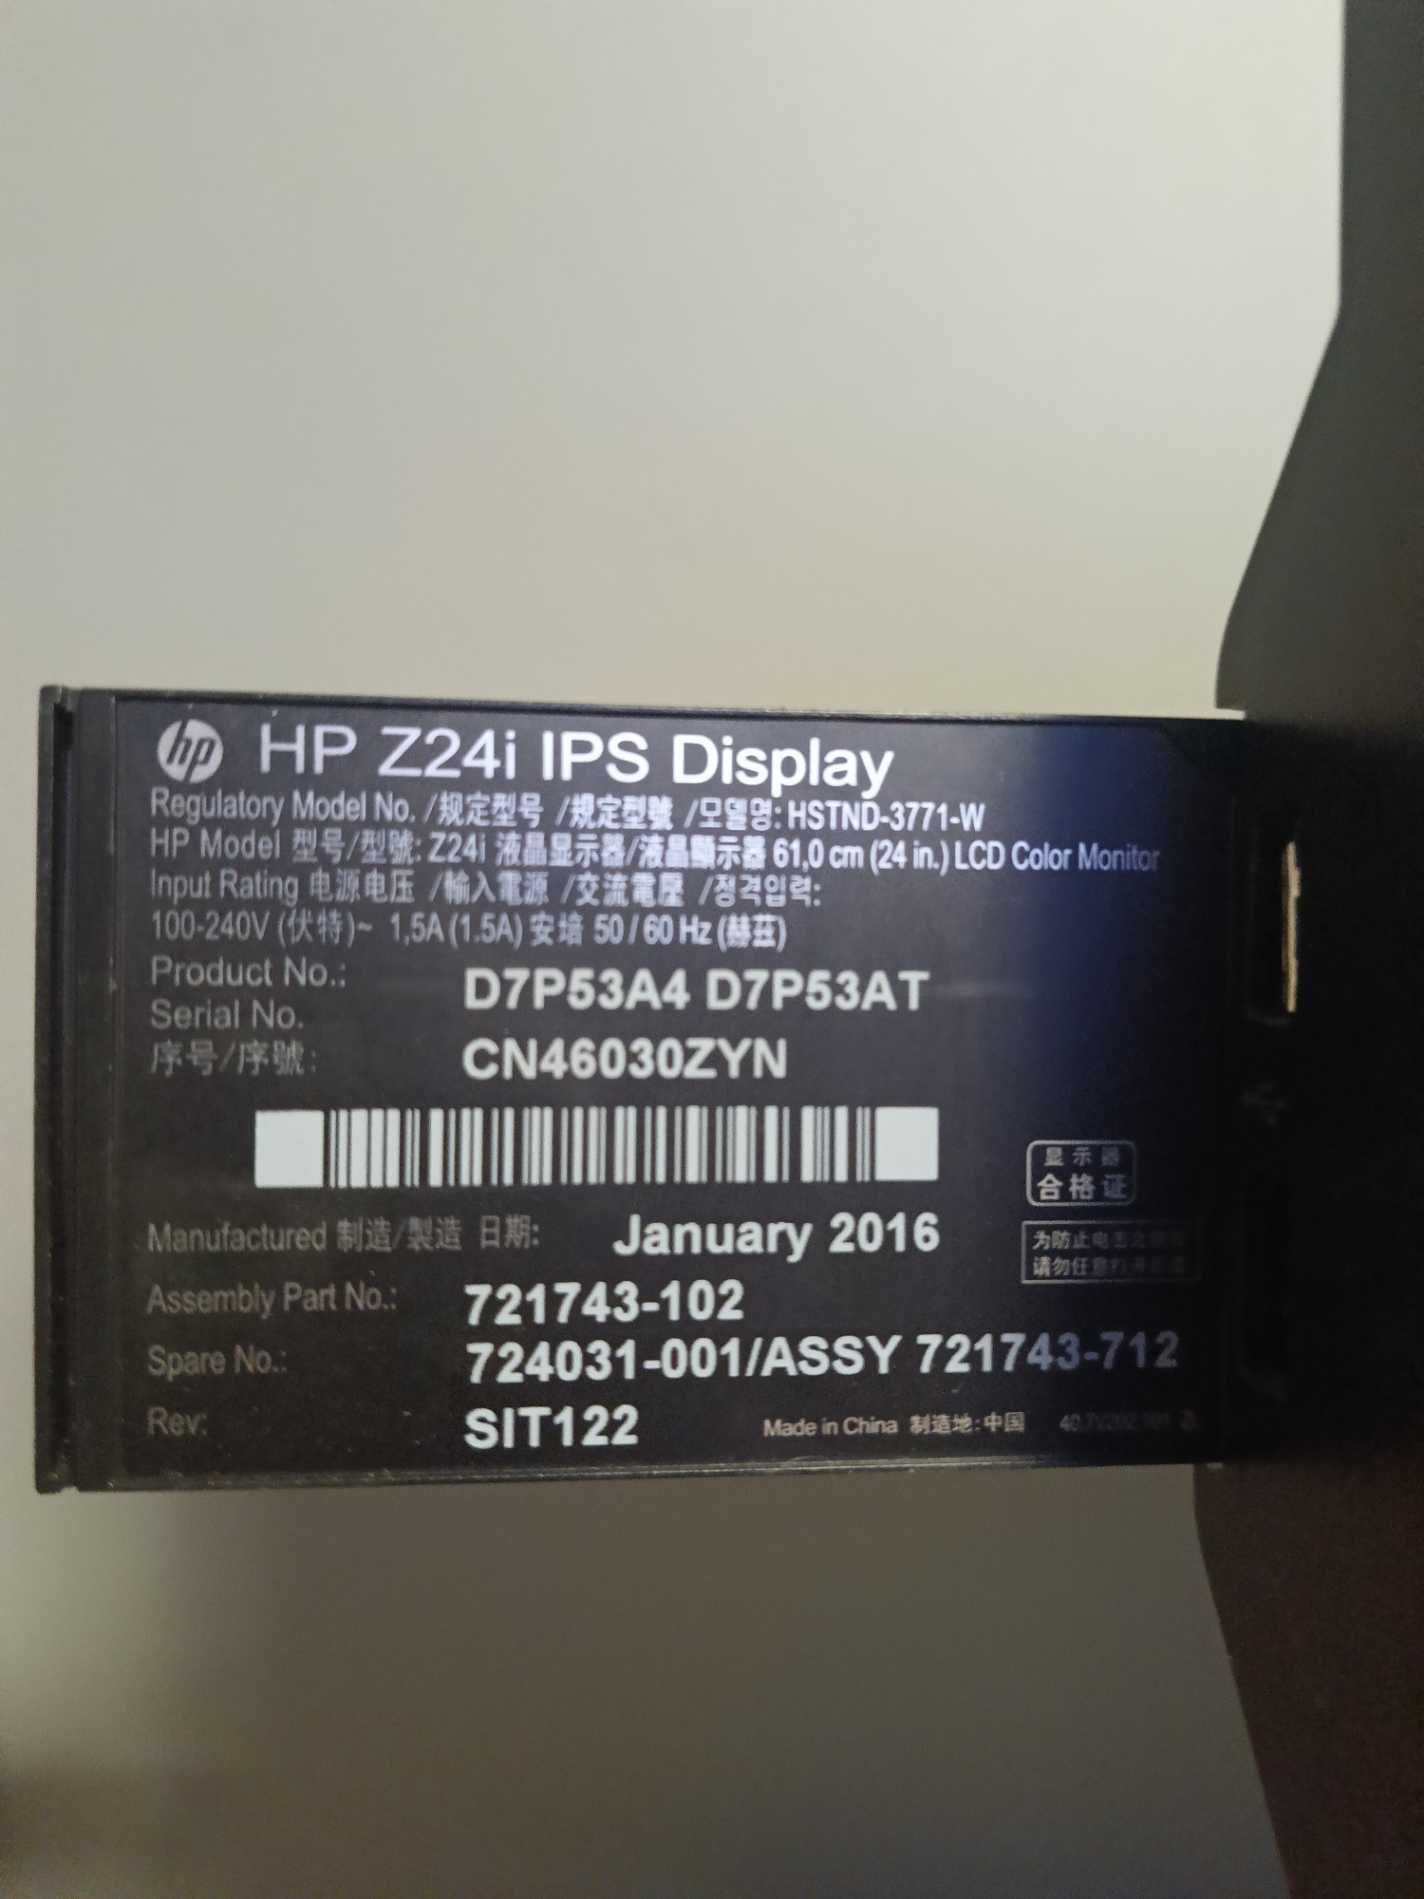 hp HP Z24i IPS Display
Regulatory Model No. /规定型号 /規定型號 /모델명: HSTND-3771-W
HP Model 型号/型號: Z24i 液晶显示器/液晶顯示器 61,0 cm (24 in.) LCD Color Monitor
Input Rating 电源电压 /輸入電源 /交流電壓 /정격입력:
100-240V (伏特)~ 1,5A (1.5A) 安培 50 / 60 Hz (赫茲)
Product No.: D7P53A4 D7P53AT
Serial No.
序号/序號: CN46030ZYN
显示器
合格证
Manufactured 制造/製造 日期: January 2016
为防止电击
请勿任意打开
Assembly Part No.: 721743-102
Spare No.: 724031-001/ASSY 721743-712
Rev: SIT122
Made in China 制造地:中国